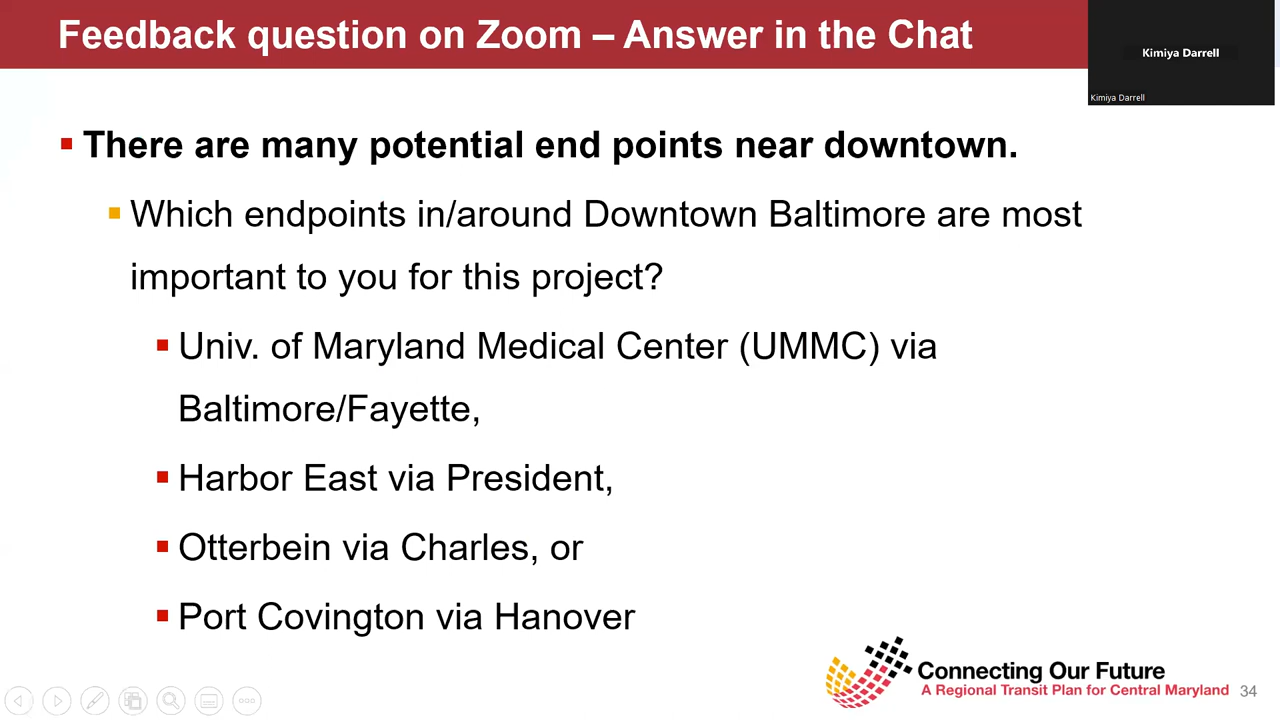 Feedback question on Zoom – Answer in the Chat
Kimiya Darrell
Kimiya Darrell
There are many potential end points near downtown.
Which endpoints in/around Downtown Baltimore are most
important to you for this project?
Univ. of Maryland Medical Center (UMMC) via
Baltimore/Fayette,
Harbor East via President,
Otterbein via Charles, or
Port Covington via Hanover
Connecting Our Future
A Regional Transit Plan for Central Maryland
34